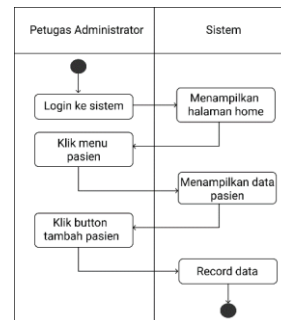 Petugas Administrator
Sistem
Login ke sistem
Menampilkan
halaman home
Klik menu
pasien
Menampilkan data
pasien
Klik button
tambah pasien
Record data